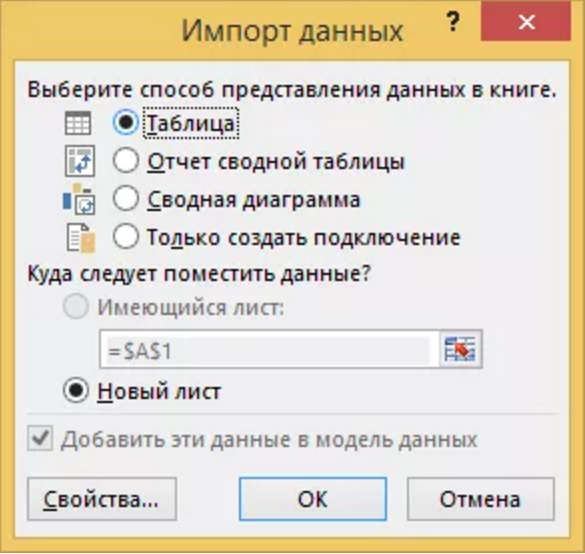 Импорт данных
?
Выберите способ представления данных в книге.
Таблица
Отчет сводной таблицы
Сводная диаграмма
Только создать подключение
Куда следует поместить данные?
Имеющийся лист:
=$A$1
Новый лист
Добавить эти данные в модель данных
Свойства... ОК Отмена